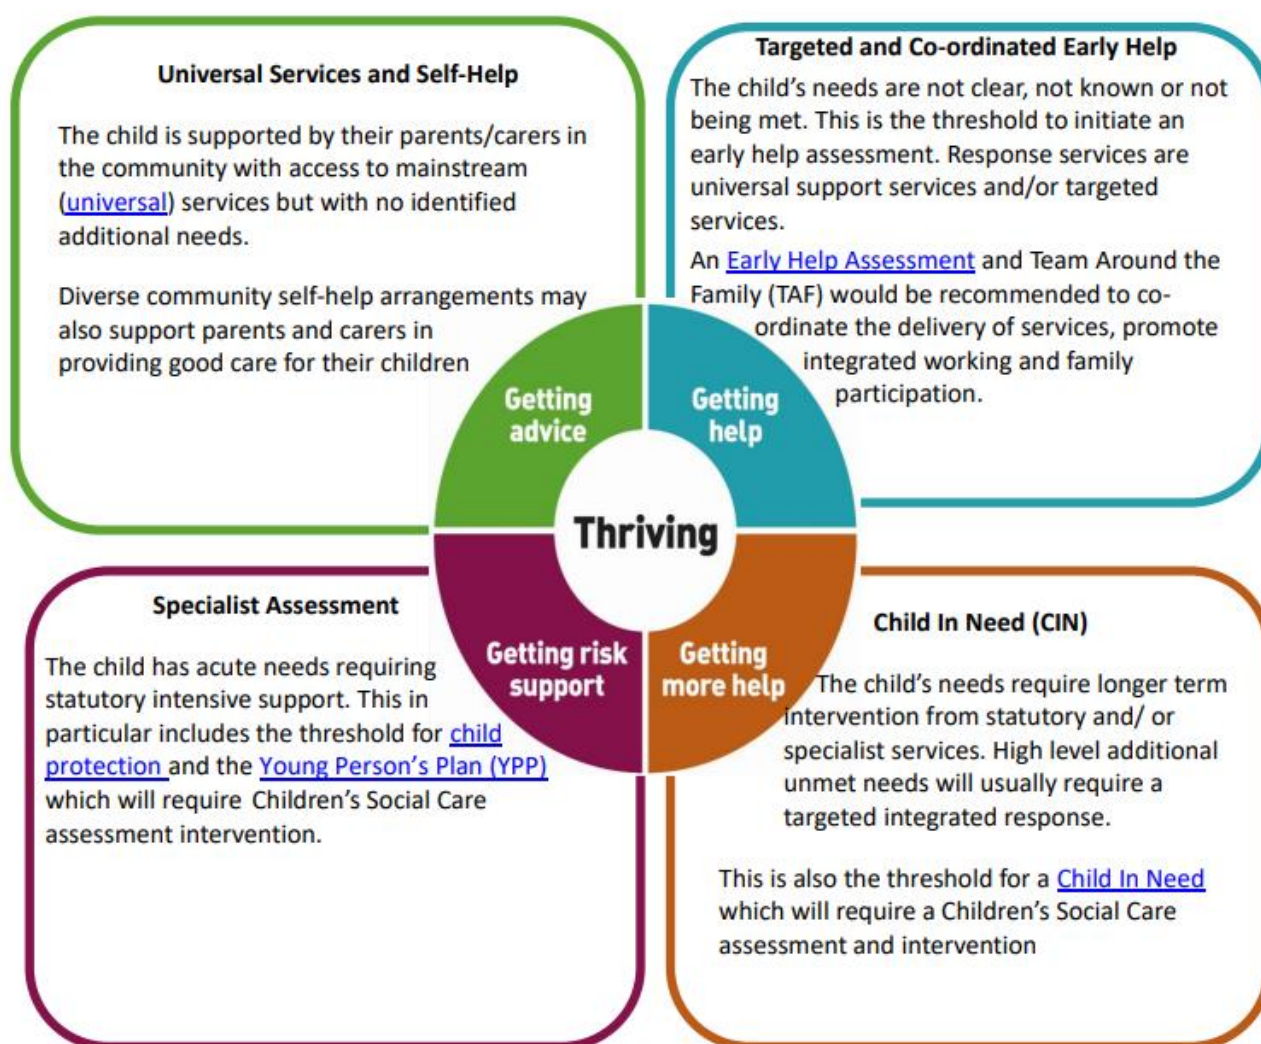 Universal Services and Self-Help
The child is supported by their parents/carers in
the community with access to mainstream
(universal) services but with no identified
additional needs.
Diverse community self-help arrangements may
also support parents and carers in
providing good care for their children
Targeted and Co-ordinated Early Help
The child’s needs are not clear, not known or not
being met. This is the threshold to initiate an
early help assessment. Response services are
universal support services and/or targeted
services.
An Early Help Assessment and Team Around the
Family (TAF) would be recommended to co-
ordinate the delivery of services, promote
integrated working and family
participation.
Getting
advice
Getting
help
Thriving
Getting risk
support
Getting
more help
Specialist Assessment
The child has acute needs requiring
statutory intensive support. This in
particular includes the threshold for child
protection and the Young Person’s Plan (YPP)
which will require Children’s Social Care
assessment intervention.
Child In Need (CIN)
The child’s needs require longer term
intervention from statutory and/ or
specialist services. High level additional
unmet needs will usually require a
targeted integrated response.
This is also the threshold for a Child In Need
which will require a Children’s Social Care
assessment and intervention